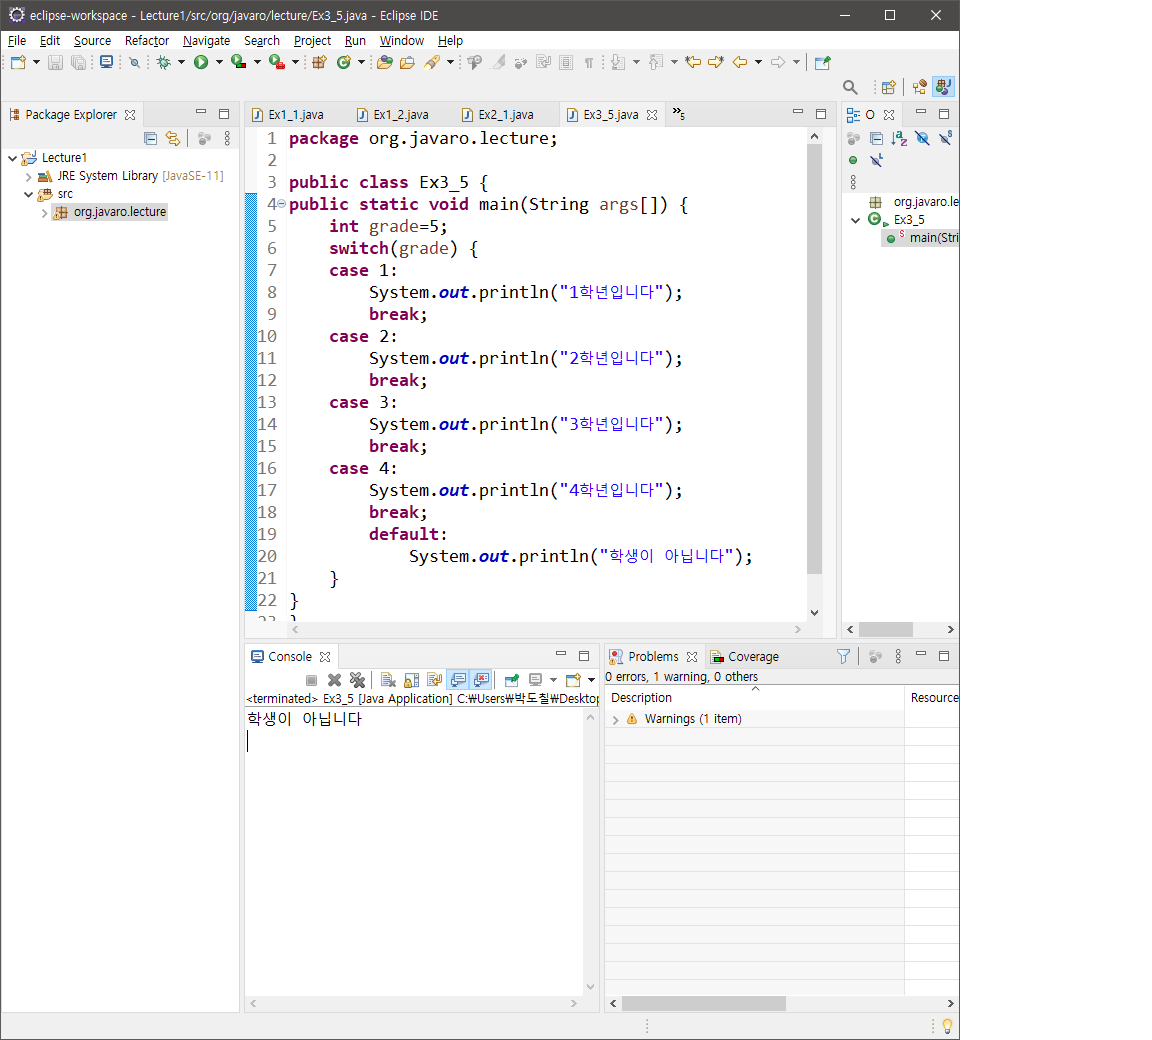 eclipse-workspace - Lecture1/src/org/javaro/lecture/Ex3_5.java - Eclipse IDE
File Edit Source Refactor Navigate Search Project Run Window Help
Package Explorer
Lecture1
JRE System Library [JavaSE-11]
src
org.javaro.lecture
Ex1_1.java Ex1_2.java Ex2_1.java Ex3_5.java »5
1 package org.javaro.lecture;
2
3 public class Ex3_5 {
4 public static void main(String args[]) {
5 int grade=5;
6 switch(grade) {
7 case 1:
8 System.out.println("1학년입니다");
9 break;
10 case 2:
11 System.out.println("2학년입니다");
12 break;
13 case 3:
14 System.out.println("3학년입니다");
15 break;
16 case 4:
17 System.out.println("4학년입니다");
18 break;
19 default:
20 System.out.println("학생이 아닙니다");
21 }
22 }
23 }
O
org.javaro.le
Ex3_5
main(Stri
Console
<terminated> Ex3_5 [Java Application] C:₩Users₩박도칠₩Desktop
학생이 아닙니다
Problems Coverage
0 errors, 1 warning, 0 others
Description Resource
Warnings (1 item)